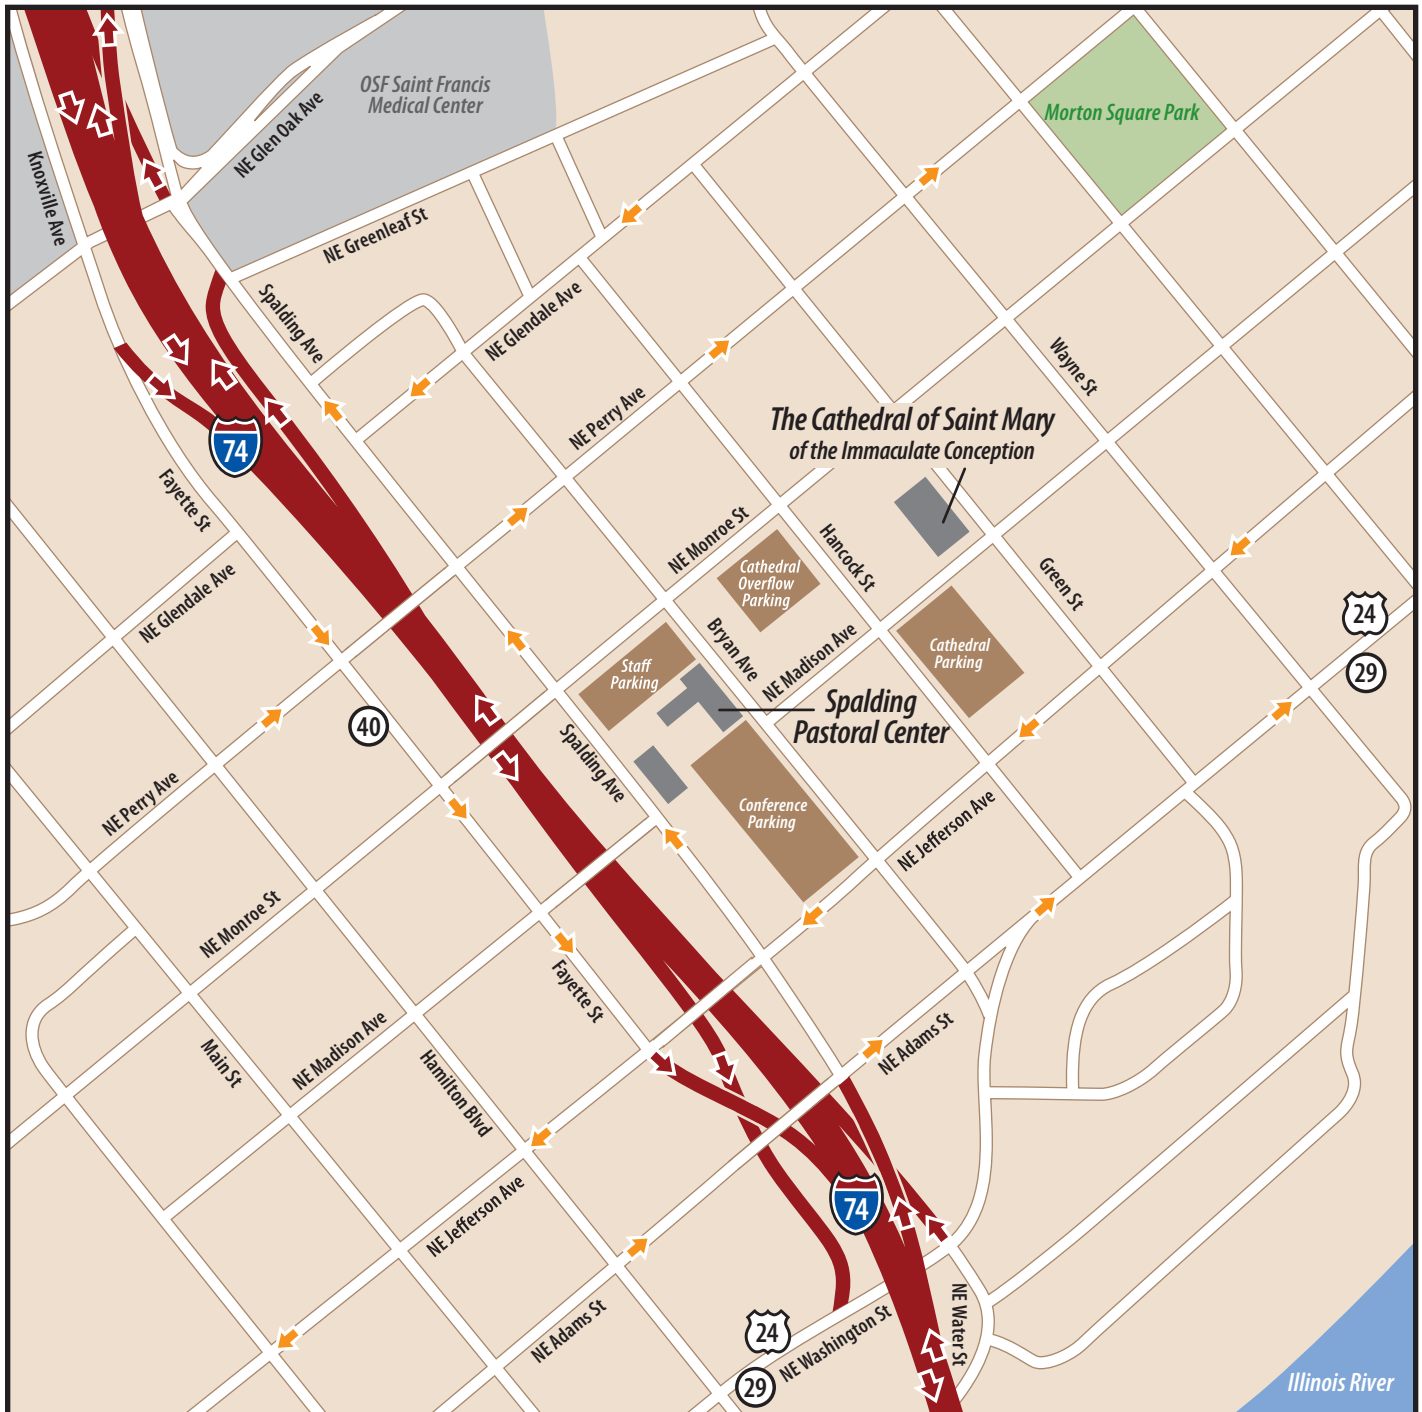 OSF Saint Francis
Medical Center
NE Glen Oak Ave
Morton Square Park
Knoxville Ave
NE Greenleaf St
Spalding Ave
NE Glendale Ave
Wayne St
NE Perry Ave
The Cathedral of Saint Mary
of the Immaculate Conception
74
Fayette St
NE Monroe St
Hancock St
Cathedral
Overflow
Parking
Green St
NE Glendale Ave
24
Bryan Ave
NE Madison Ave
Cathedral
Parking
Staff
Parking
29
Spalding
Pastoral Center
40
Spalding Ave
NE Perry Ave
Conference
Parking
NE Jefferson Ave
NE Monroe St
Fayette St
NE Adams St
Main St
NE Madison Ave
Hamilton Blvd
74
NE Jefferson Ave
NE Water St
NE Adams St
24
NE Washington St
29
Illinois River